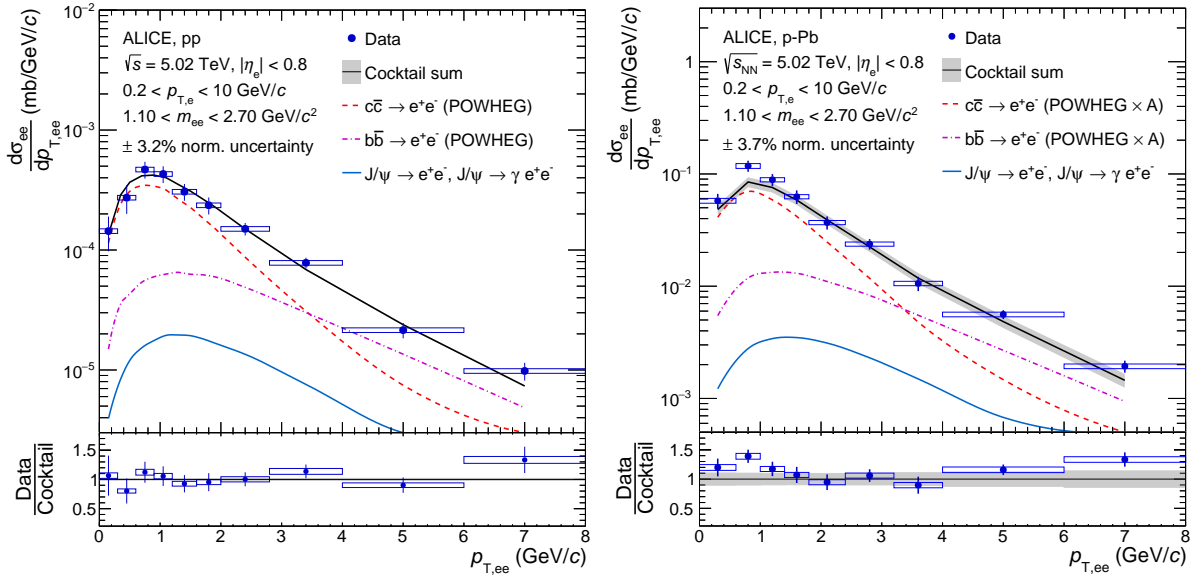 ALICE, pp
√s = 5.02 TeV, |ηₑ| < 0.8
0.2 < p_T,e < 10 GeV/c
1.10 < m_ee < 2.70 GeV/c²
± 3.2% norm. uncertainty
Data
Cocktail sum
cc̅ → e⁺e⁻ (POWHEG)
bb̅ → e⁺e⁻ (POWHEG)
J/ψ → e⁺e⁻, J/ψ → γ e⁺e⁻
dσ_ee/dp_T,ee (mb/GeV/c)
10⁻²
10⁻³
10⁻⁴
10⁻⁵
Data/Cocktail
1.5
1
0.5
0 1 2 3 4 5 6 7 8
p_T,ee (GeV/c)
ALICE, p-Pb
√s_NN = 5.02 TeV, |ηₑ| < 0.8
0.2 < p_T,e < 10 GeV/c
1.10 < m_ee < 2.70 GeV/c²
± 3.7% norm. uncertainty
Data
Cocktail sum
cc̅ → e⁺e⁻ (POWHEG × A)
bb̅ → e⁺e⁻ (POWHEG × A)
J/ψ → e⁺e⁻, J/ψ → γ e⁺e⁻
dσ_ee/dp_T,ee (mb/GeV/c)
1
10⁻¹
10⁻²
10⁻³
Data/Cocktail
1.5
1
0.5
0 1 2 3 4 5 6 7 8
p_T,ee (GeV/c)